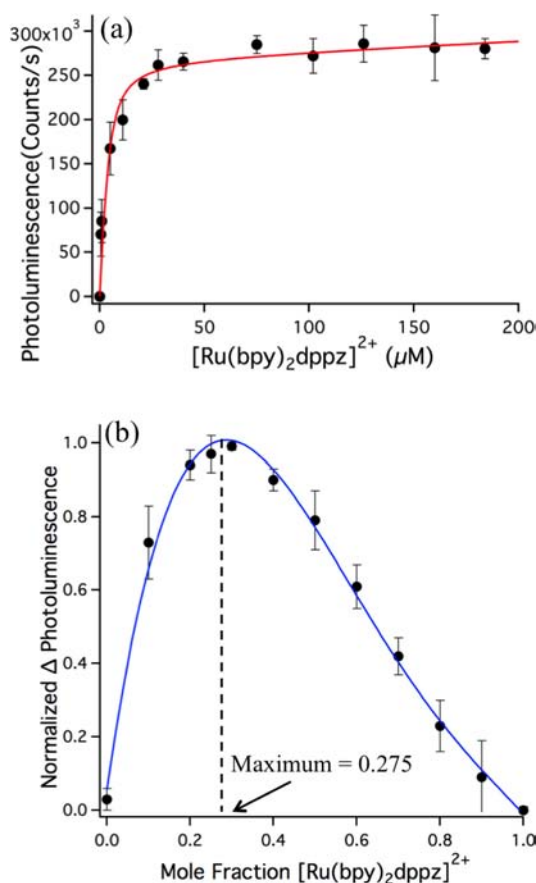 (a)
Photoluminescence(Counts/s)
300x10³
250
200
150
100
50
0
0
50
100
150
200
[Ru(bpy)₂dppz]²⁺ (μM)
(b)
Normalized Δ Photoluminescence
1.0
0.8
0.6
0.4
0.2
0.0
Maximum = 0.275
0.0
0.2
0.4
0.6
0.8
1.0
Mole Fraction [Ru(bpy)₂dppz]²⁺